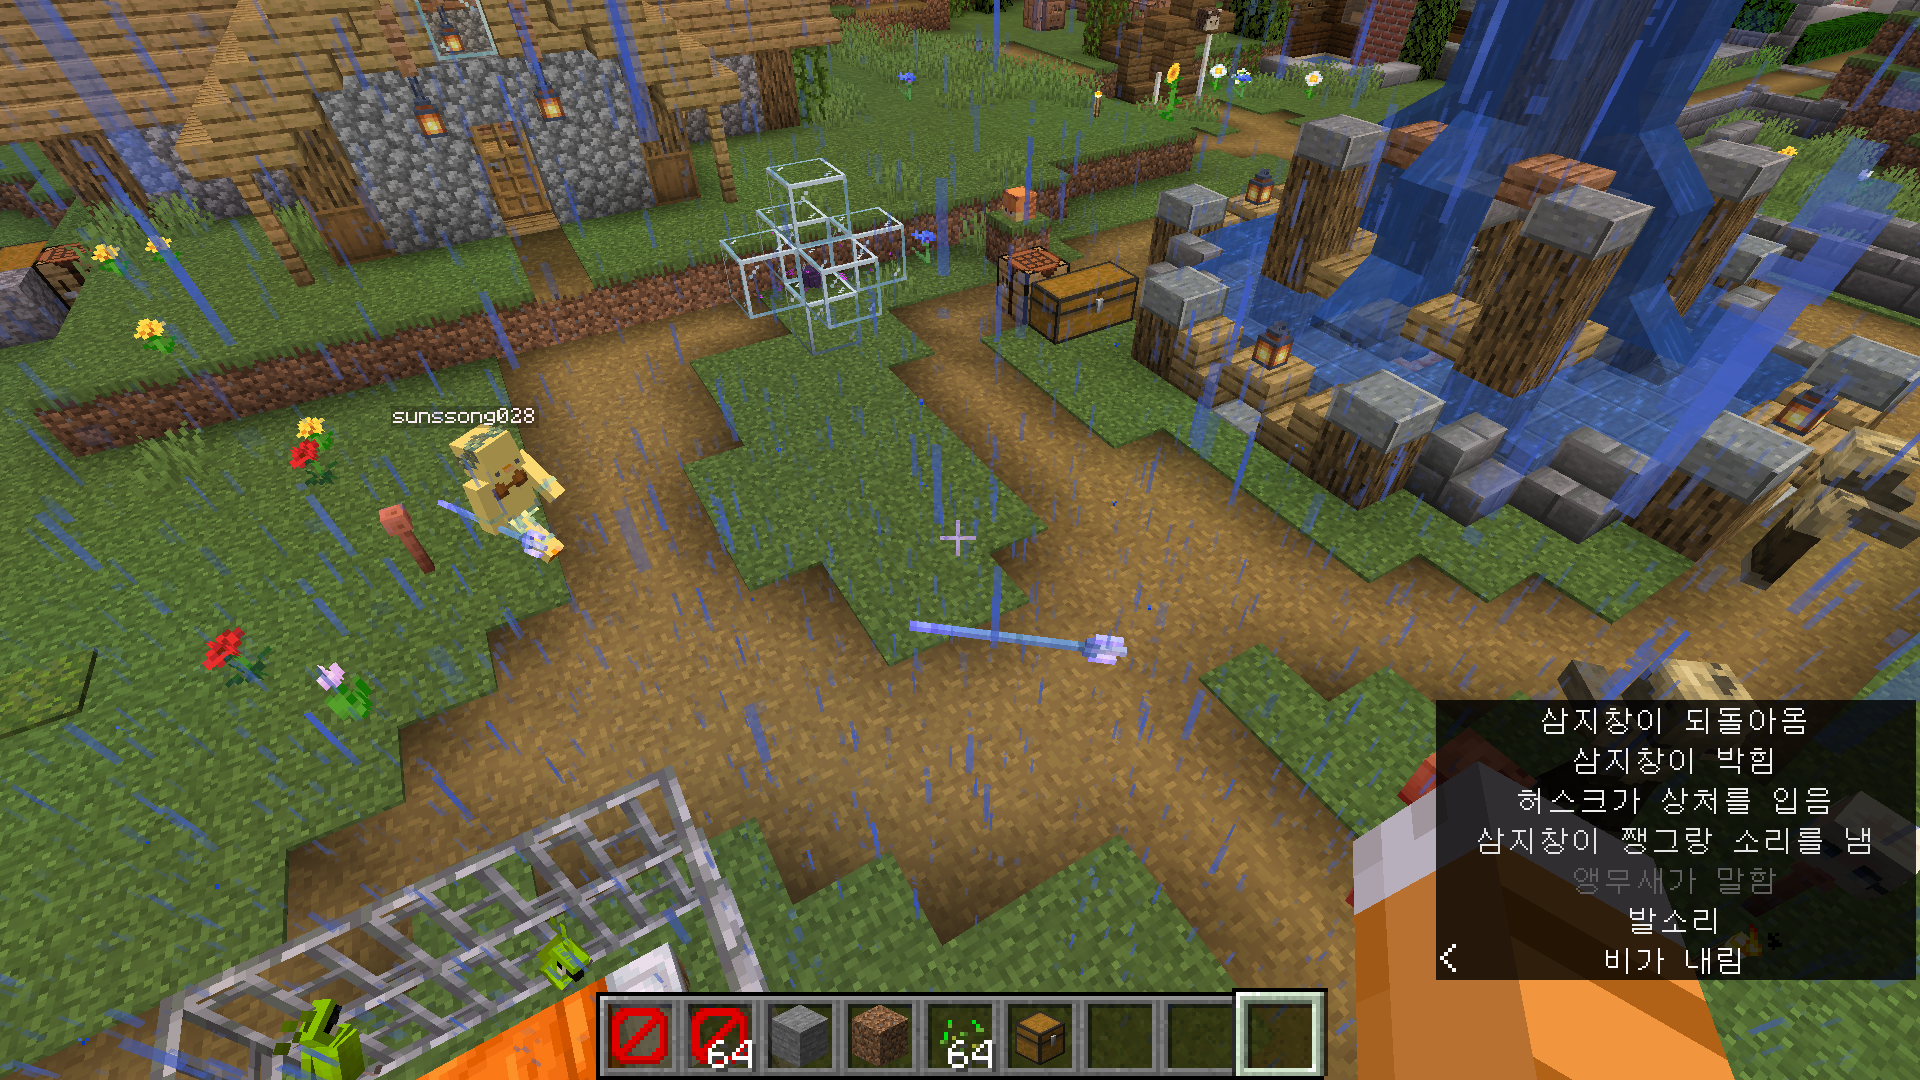 sunssong028
삼지창이 되돌아옴
삼지창이 박힘
허스크가 상처를 입음
삼지창이 쨍그랑 소리를 냄
앵무새가 말함
발소리
< 비가 내림
64
64